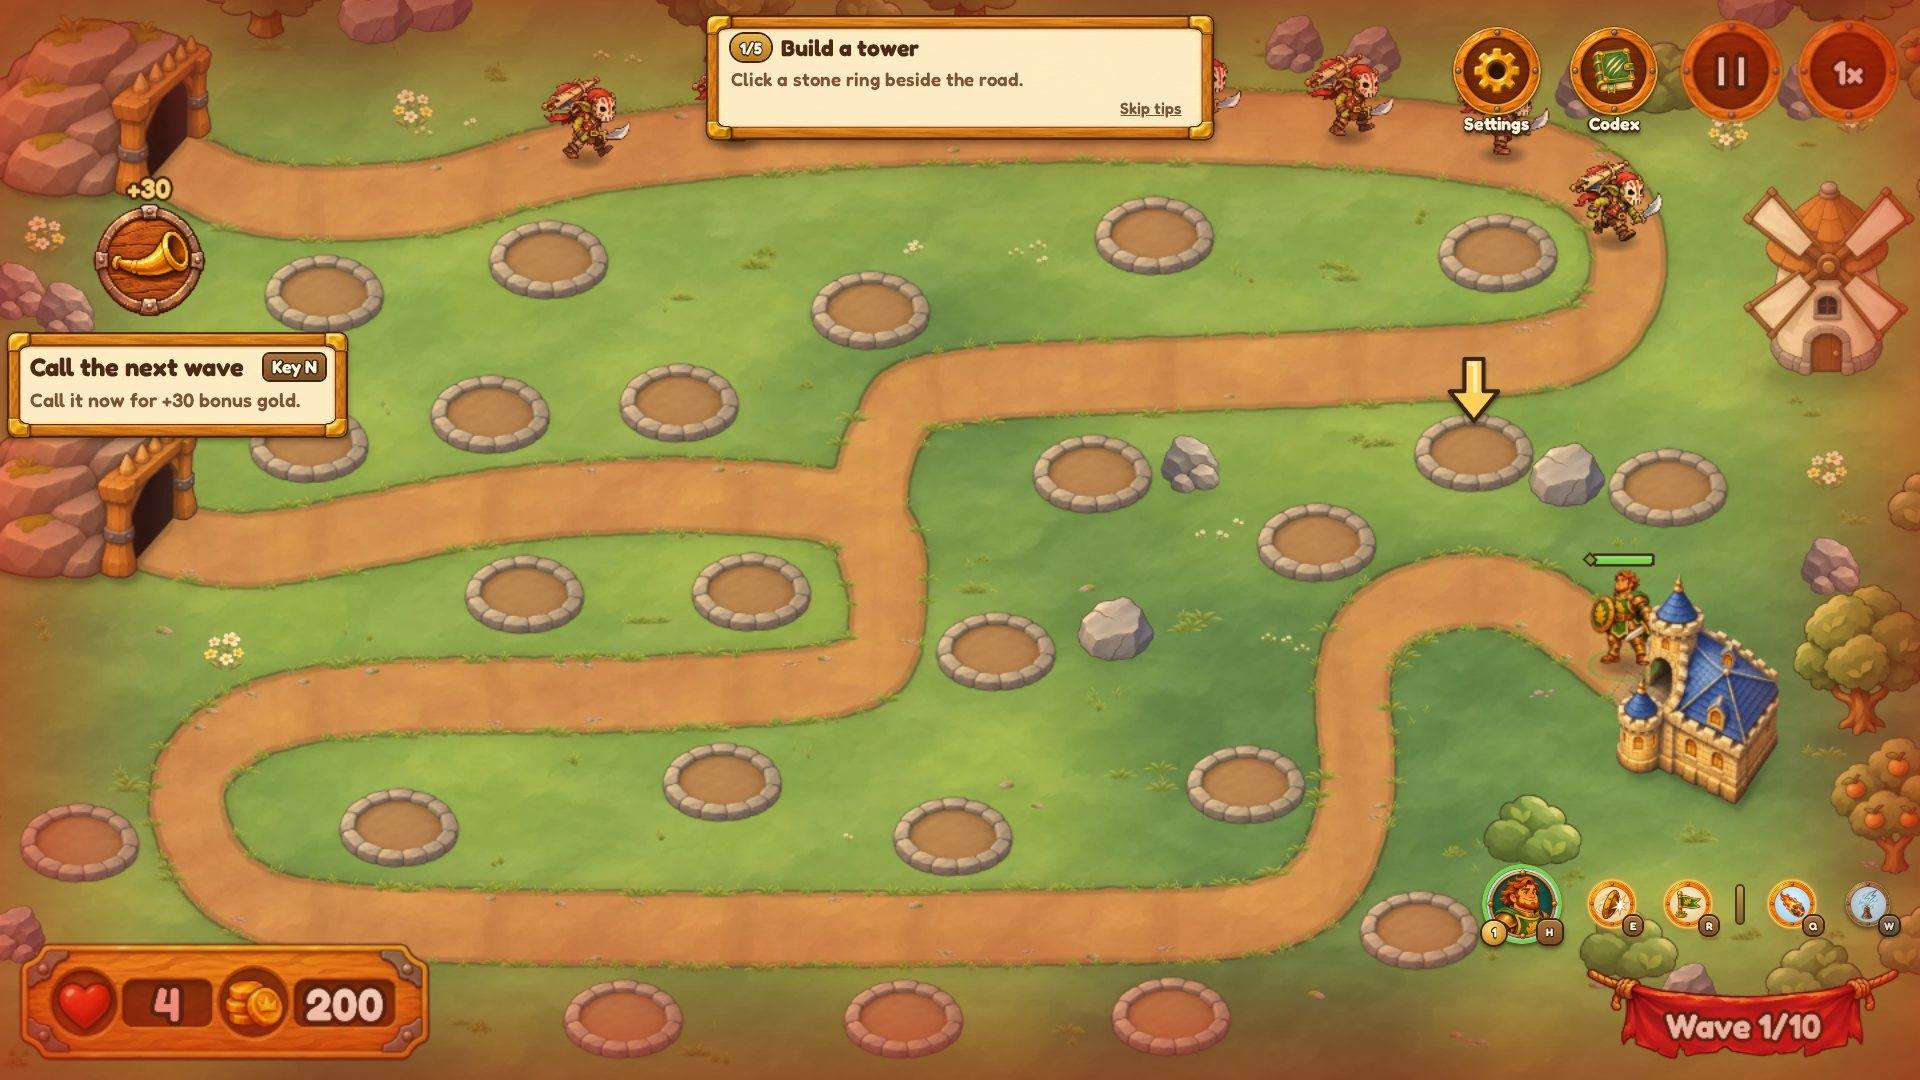 1/5 Build a tower
Click a stone ring beside the road.
Skip tips
Settings
Codex
1x
+30
Call the next wave Key N
Call it now for +30 bonus gold.
1
H
E
R
Q
W
4
200
Wave 1/10